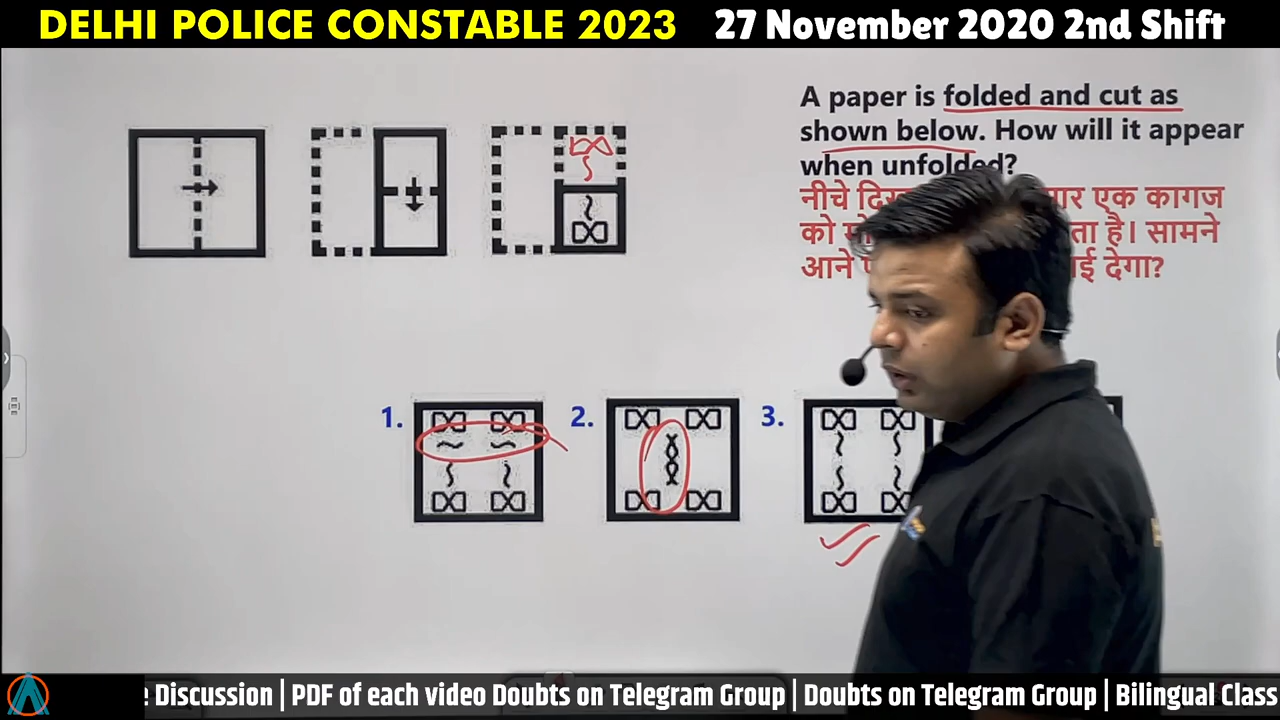 DELHI POLICE CONSTABLE 2023 27 November 2020 2nd Shift
A paper is folded and cut as
shown below. How will it appear
when unfolded?
नीचे एक कागज
को है। सामने
आने देगा?
1. 2. 3.
Discussion | PDF of each video Doubts on Telegram Group | Doubts on Telegram Group | Bilingual Class